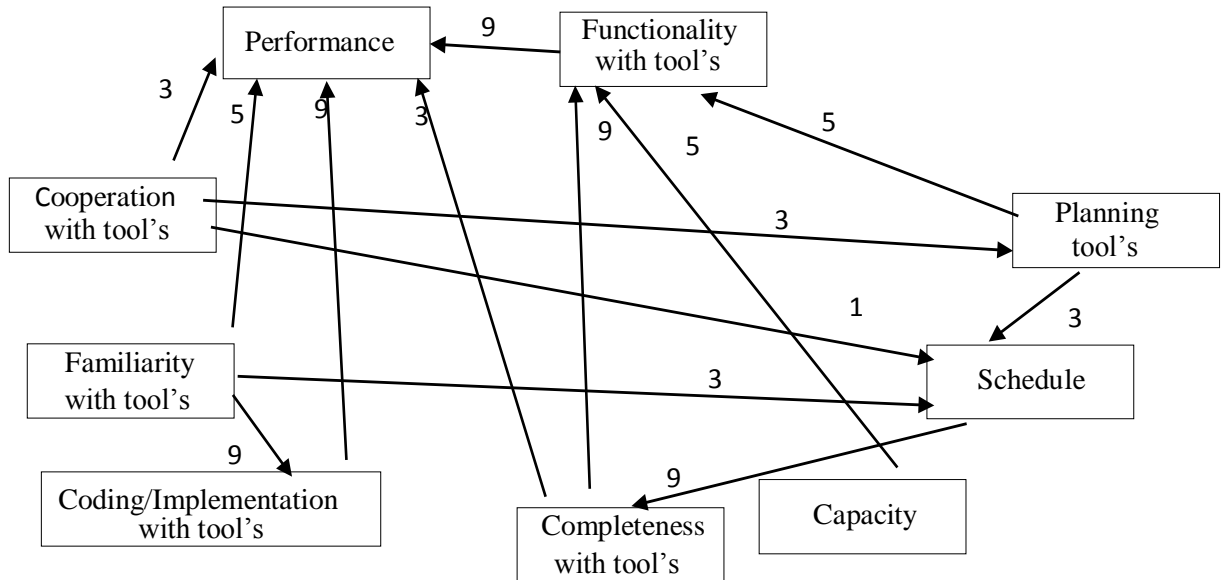 Performance
Functionality
with tool’s
9
3
5
9
3
9
5
5
Cooperation
with tool’s
3
Planning
tool’s
1
3
Familiarity
with tool’s
3
Schedule
9
9
Coding/Implementation
with tool’s
Completeness
with tool’s
Capacity